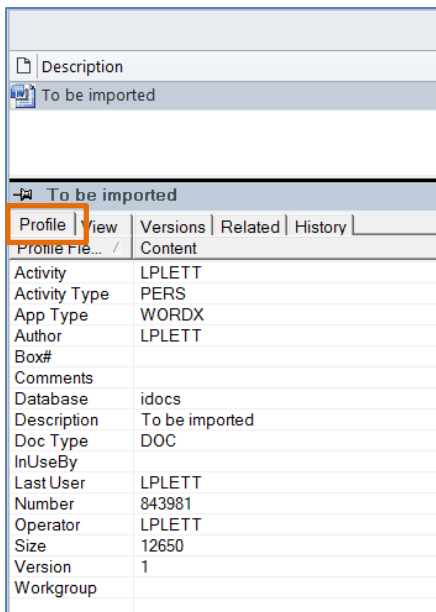 Description
To be imported
To be imported
Profile View Versions Related History
Profile Fie... Content
Activity LPLETT
Activity Type PERS
App Type WORDX
Author LPLETT
Box#
Comments
Database idocs
Description To be imported
Doc Type DOC
InUseBy
Last User LPLETT
Number 843981
Operator LPLETT
Size 12650
Version 1
Workgroup